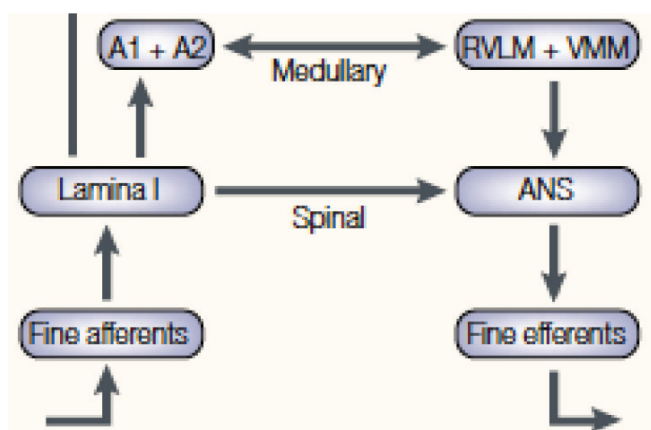 A1 + A2
RVLM + VMM
Medullary
Lamina I
ANS
Spinal
Fine afferents
Fine efferents